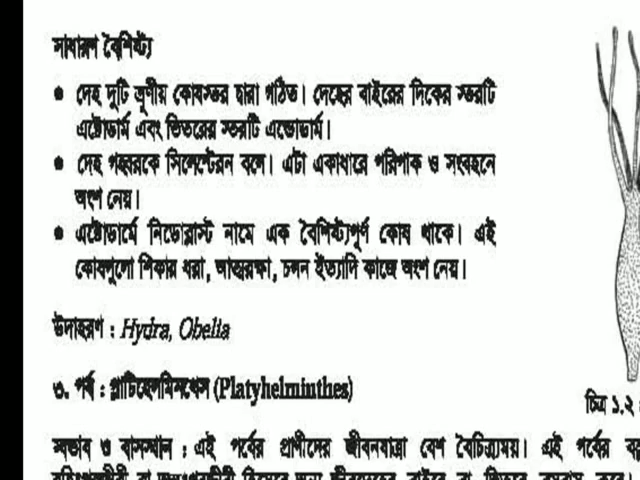 সাধারণ বৈশিষ্ট্য
● দেহ দুটি ভ্রূণীয় কোষস্তর দ্বারা গঠিত। দেহের বাইরের দিকের স্তরটি
এক্টোডার্ম এবং ভিতরের স্তরটি এন্ডোডার্ম।
● দেহ গহ্বরকে সিলেন্টেরন বলে। এটা একাধারে পরিপাক ও সংবহনে
অংশ নেয়।
● এক্টোডার্মে নিডোব্লাস্ট নামে এক বৈশিষ্ট্যপূর্ণ কোষ থাকে। এই
কোষগুলো শিকার ধরা, আত্মরক্ষা, চলন ইত্যাদি কাজে অংশ নেয়।
উদাহরণ : Hydra, Obelia
চিত্র ১.২
৩. পর্ব : প্লাটিহেলমিনথেস (Platyhelminthes)
স্বভাব ও বাসস্থান : এই পর্বের প্রাণীদের জীবনযাত্রা বেশ বৈচিত্র্যময়। এই পর্বের